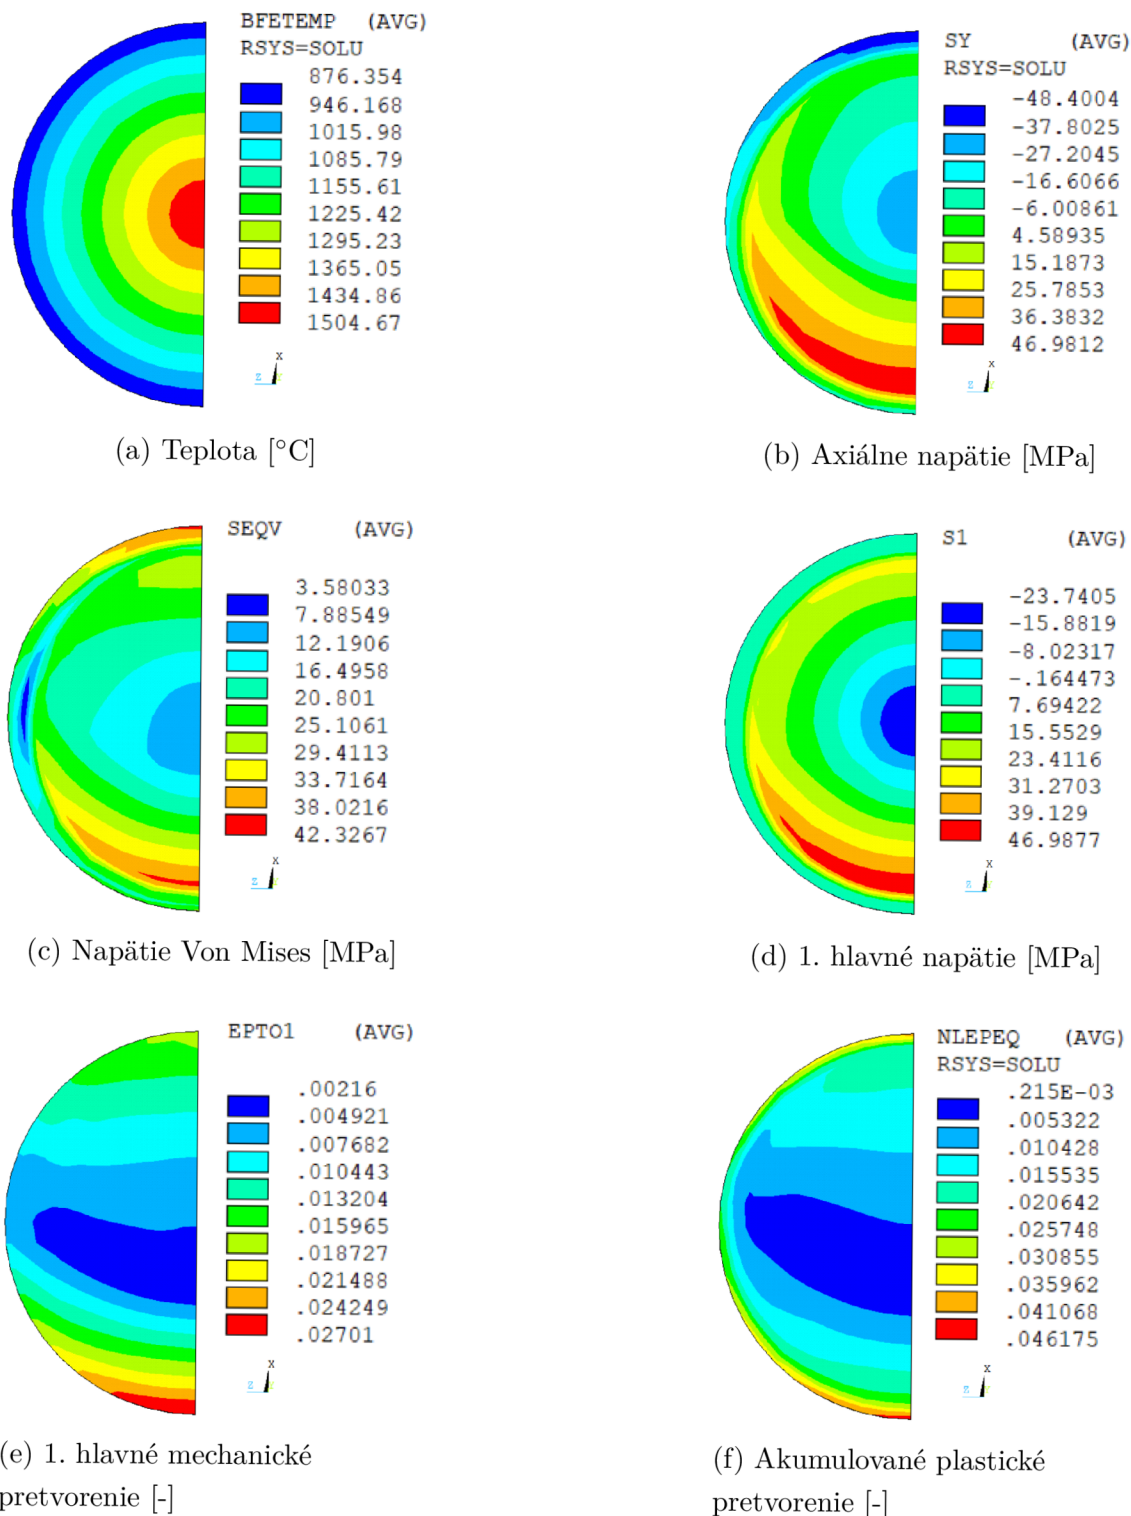 BFETEMP (AVG)
RSYS=SOLU
876.354
946.168
1015.98
1085.79
1155.61
1225.42
1295.23
1365.05
1434.86
1504.67
X
(a) Teplota [°C]
SY (AVG)
RSYS=SOLU
-48.4004
-37.8025
-27.2045
-16.6066
-6.00861
4.58935
15.1873
25.7853
36.3832
46.9812
X
(b) Axiálne napätie [MPa]
SEQV (AVG)
3.58033
7.88549
12.1906
16.4958
20.801
25.1061
29.4113
33.7164
38.0216
42.3267
X
(c) Napätie Von Mises [MPa]
S1 (AVG)
-23.7405
-15.8819
-8.02317
-.164473
7.69422
15.5529
23.4116
31.2703
39.129
46.9877
X
(d) 1. hlavné napätie [MPa]
EPTO1 (AVG)
.00216
.004921
.007682
.010443
.013204
.015965
.018727
.021488
.024249
.02701
X
(e) 1. hlavné mechanické
pretvorenie [-]
NLEPEQ (AVG)
RSYS=SOLU
.215E-03
.005322
.010428
.015535
.020642
.025748
.030855
.035962
.041068
.046175
X
(f) Akumulované plastické
pretvorenie [-]